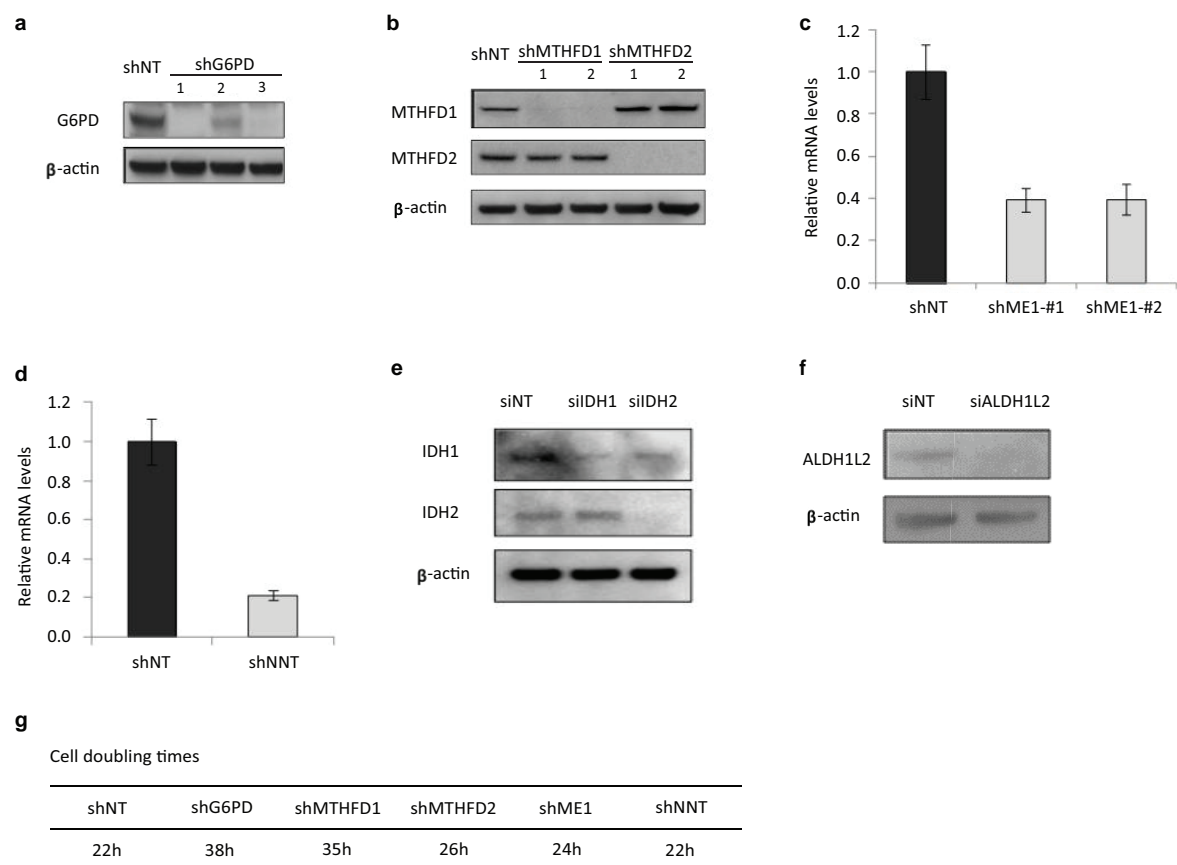 a
shNT shG6PD
1 2 3
G6PD
β-actin
b
shNT shMTHFD1 shMTHFD2
1 2 1 2
MTHFD1
MTHFD2
β-actin
c
Relative mRNA levels
1.2
1.0
0.8
0.6
0.4
0.2
0.0
shNT shME1-#1 shME1-#2
d
Relative mRNA levels
1.2
1.0
0.8
0.6
0.4
0.2
0.0
shNT shNNT
e
siNT siIDH1 siIDH2
IDH1
IDH2
β-actin
f
siNT siALDH1L2
ALDH1L2
β-actin
g
Cell doubling times
shNT shG6PD shMTHFD1 shMTHFD2 shME1 shNNT
22h 38h 35h 26h 24h 22h